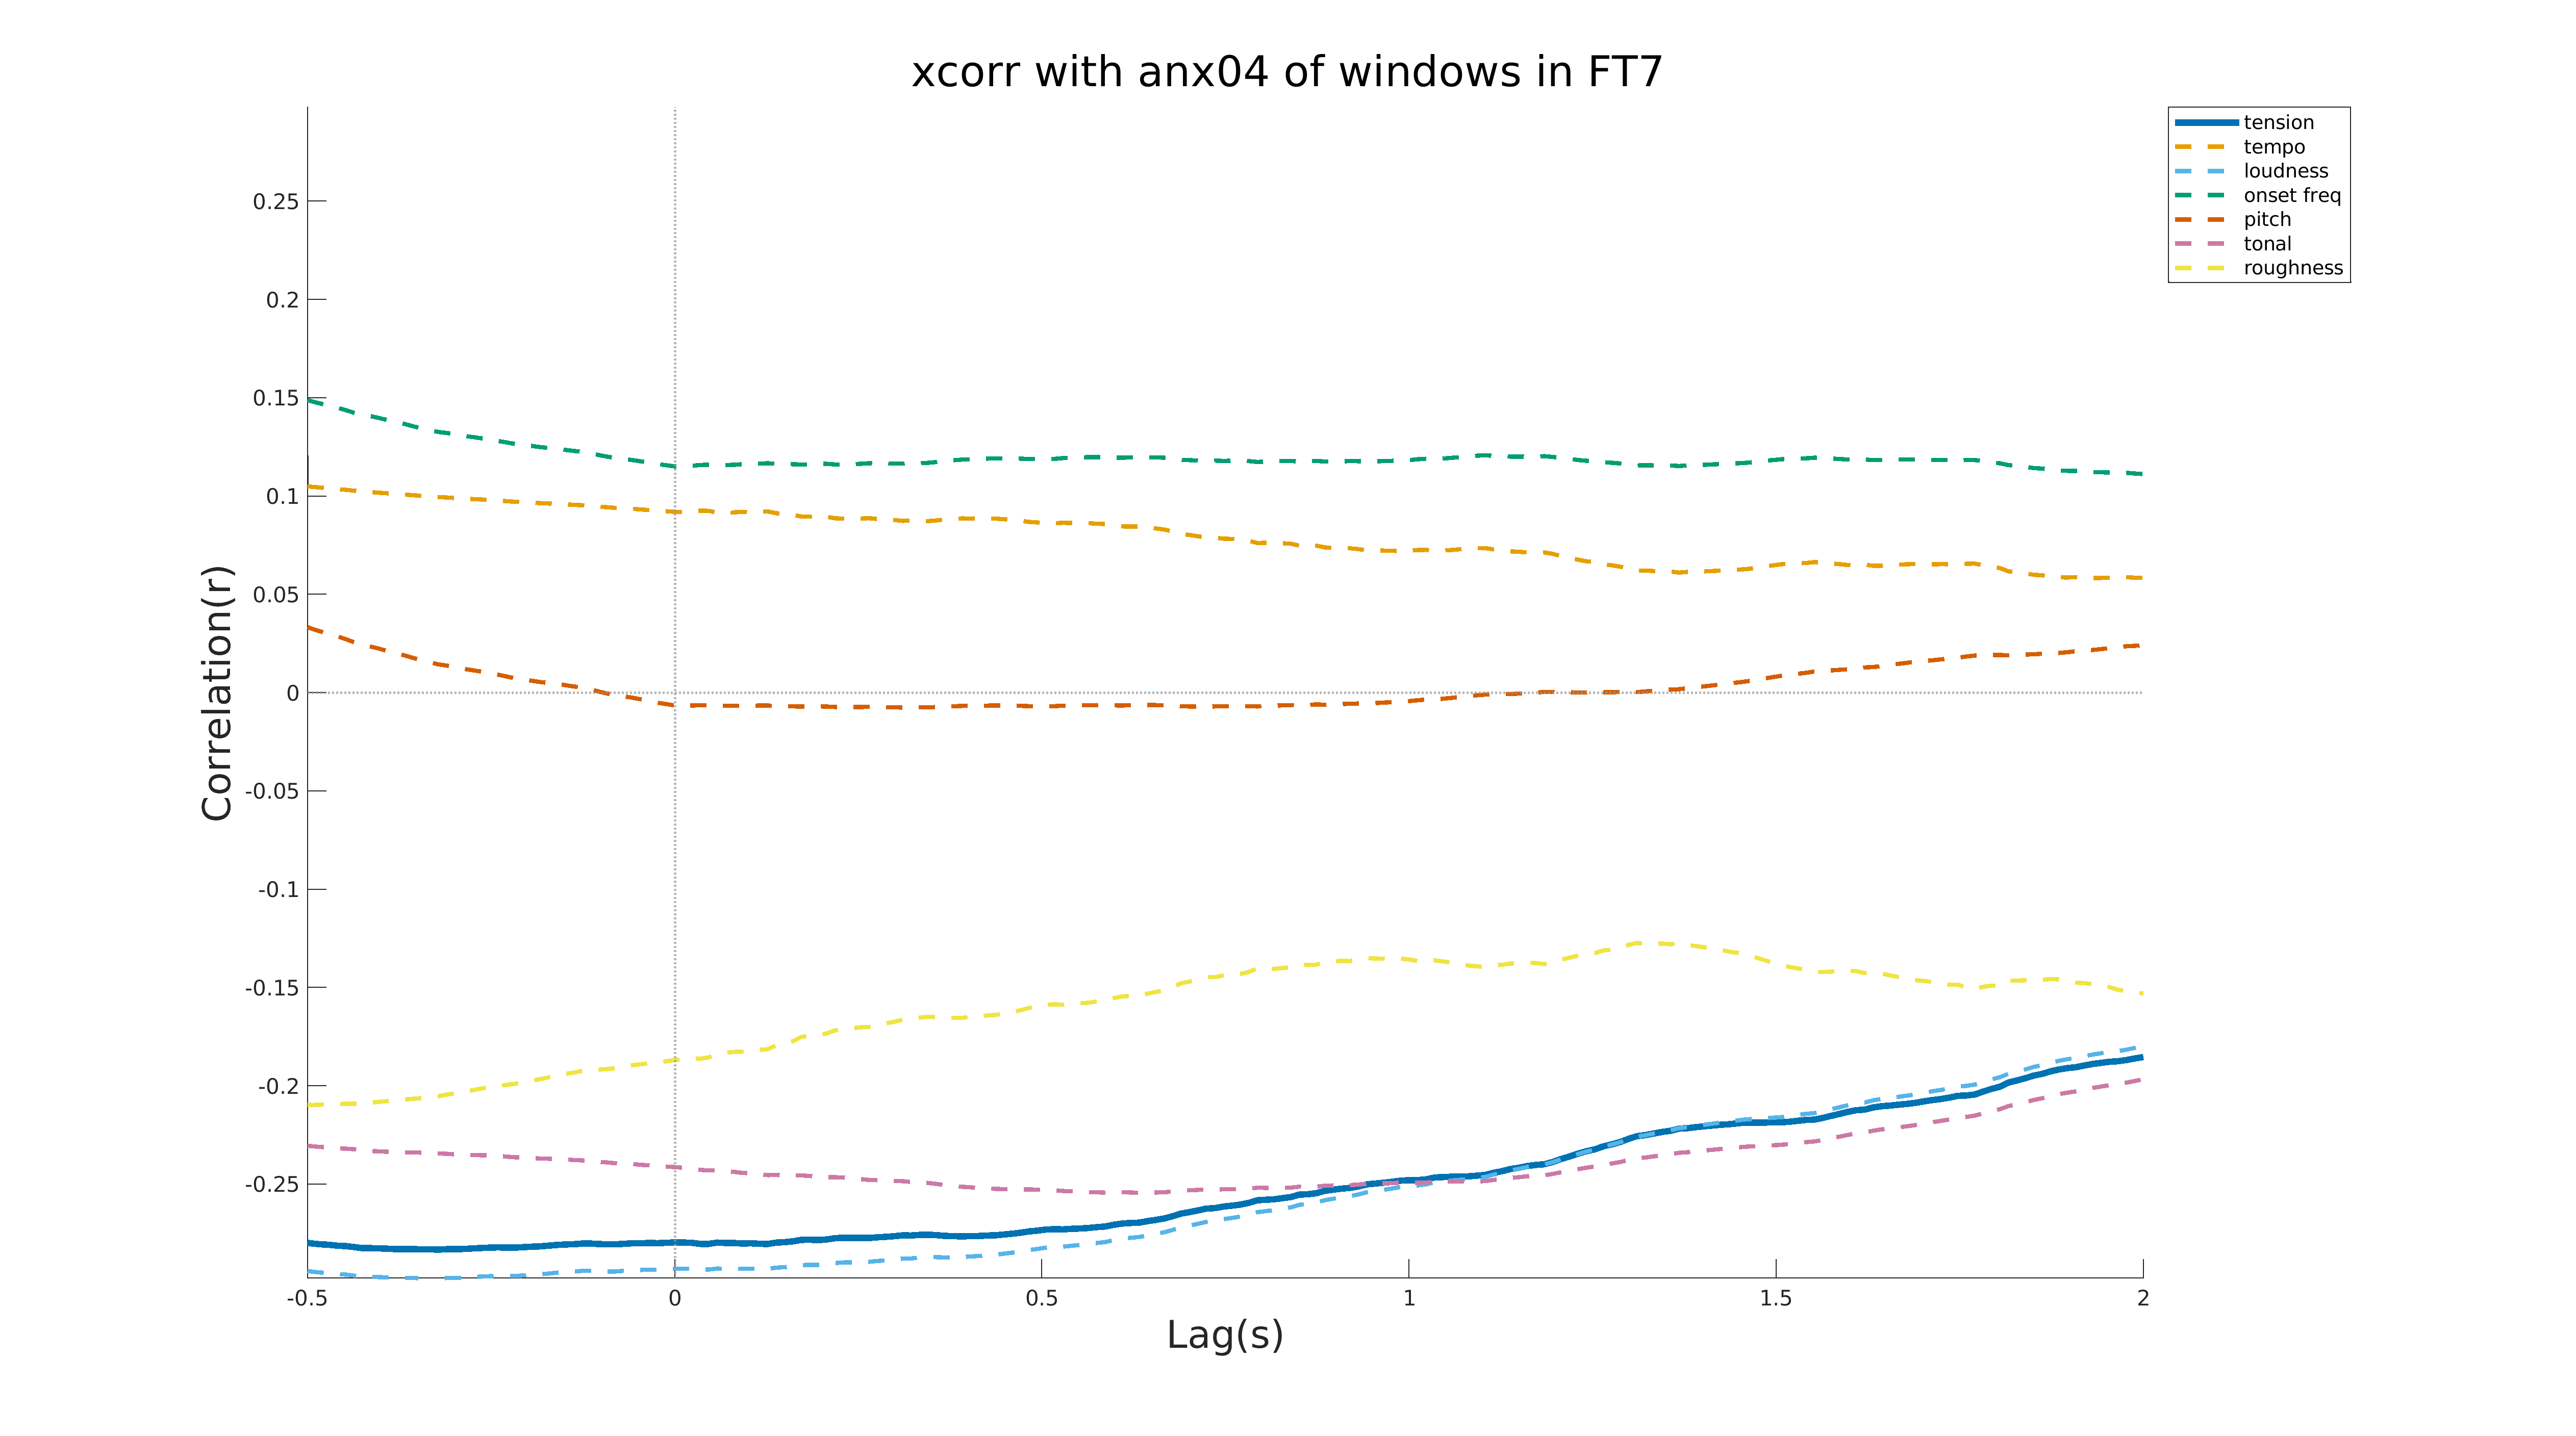 xcorr with anx04 of windows in FT7
tension
tempo
loudness
onset freq
pitch
tonal
roughness
0.25
0.2
0.15
0.1
0.05
0
-0.05
-0.1
-0.15
-0.2
-0.25
Correlation(r)
-0.5 0 0.5 1 1.5 2
Lag(s)